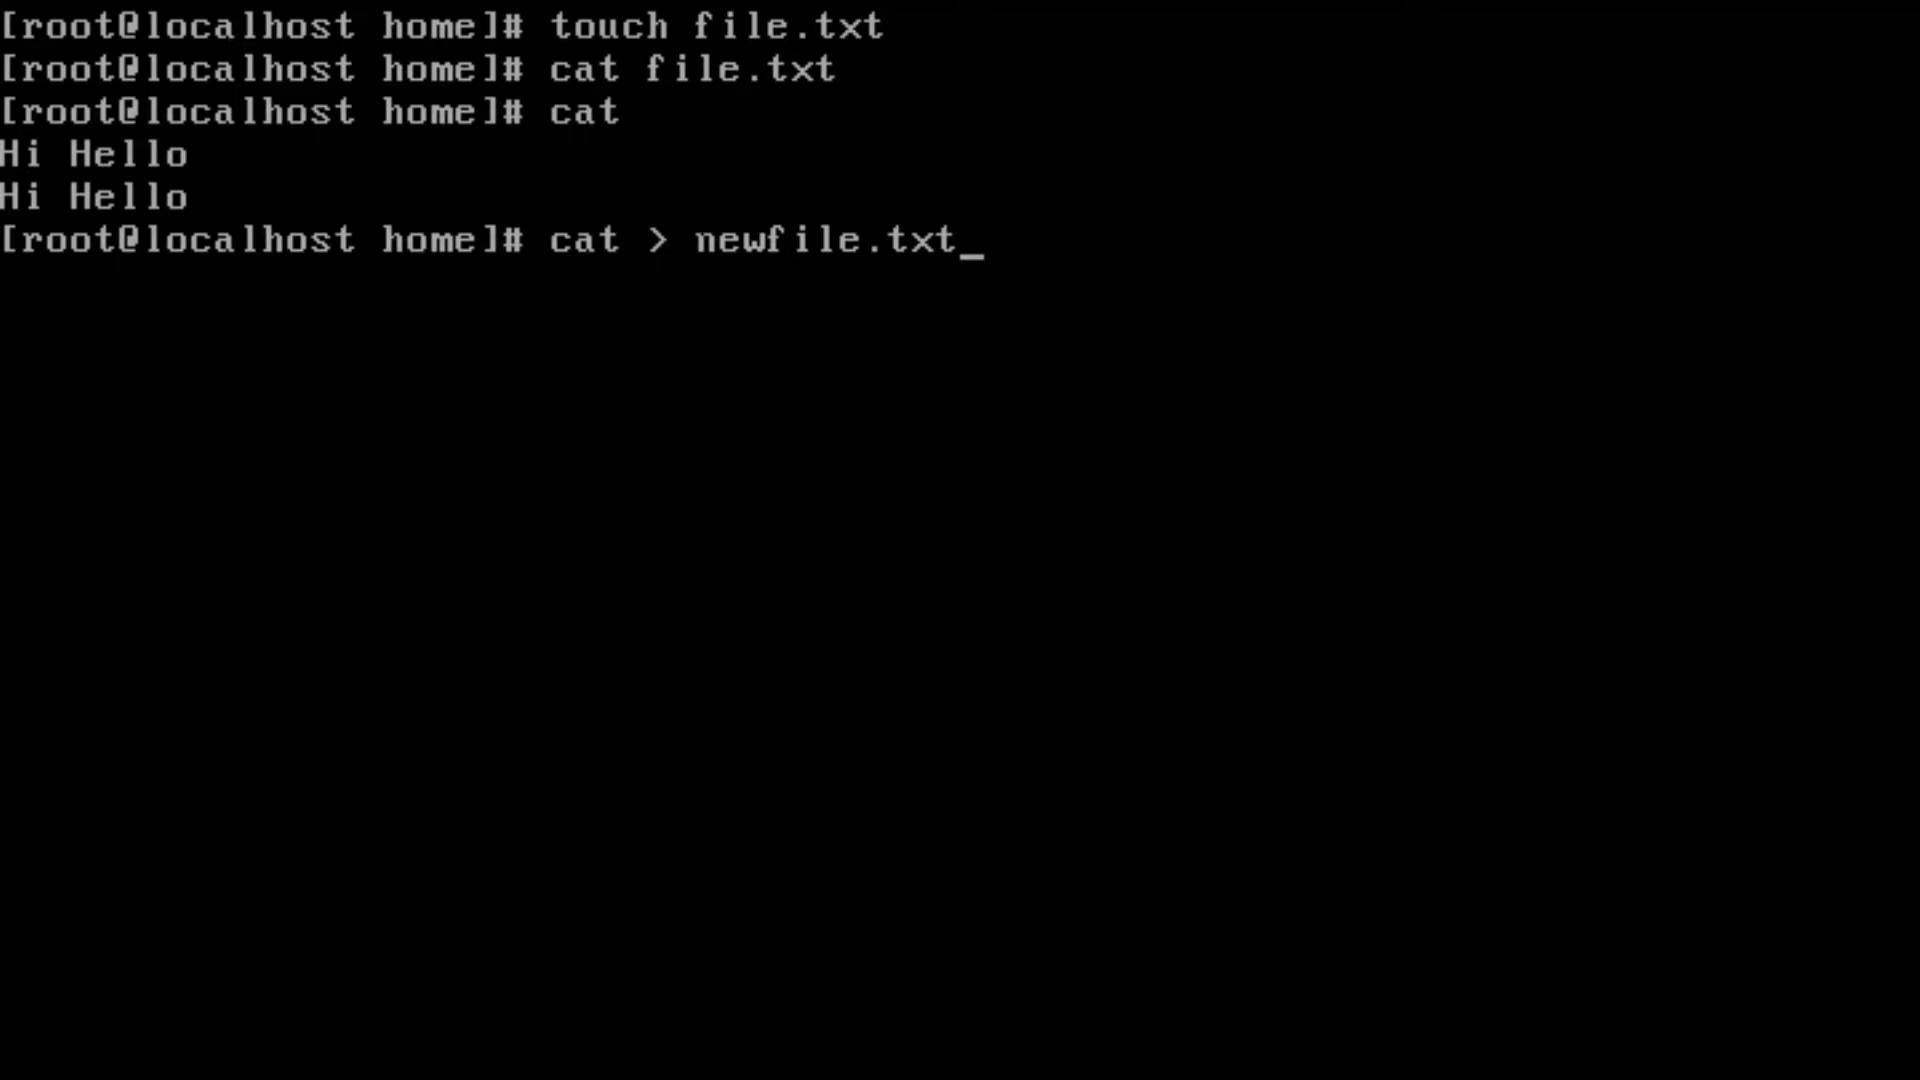 [root@localhost home]# touch file.txt
[root@localhost home]# cat file.txt
[root@localhost home]# cat
Hi Hello
Hi Hello
[root@localhost home]# cat > newfile.txt_